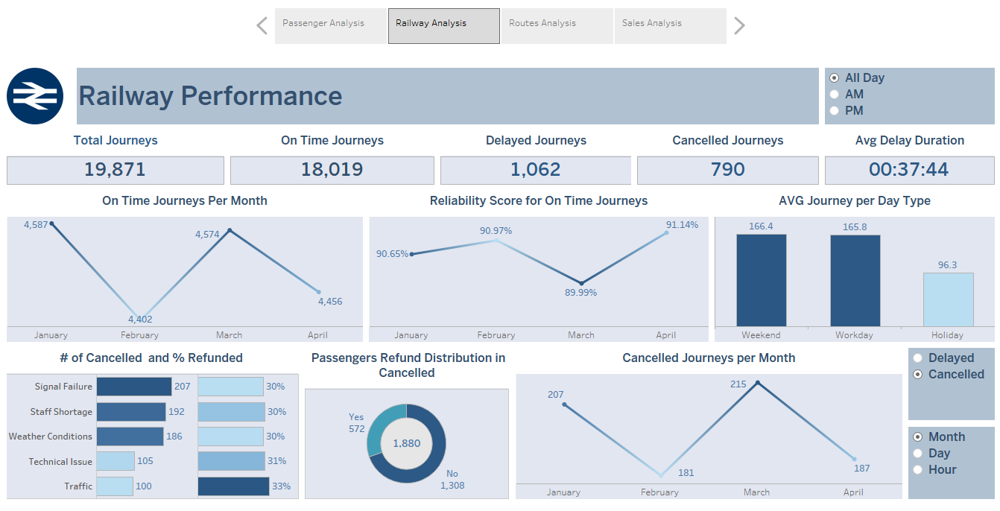 Passenger Analysis
Railway Analysis
Routes Analysis
Sales Analysis
Railway Performance
All Day
AM
PM
Total Journeys
On Time Journeys
Delayed Journeys
Cancelled Journeys
Avg Delay Duration
19,871
18,019
1,062
790
00:37:44
On Time Journeys Per Month
4,587
4,402
4,574
4,456
January
February
March
April
Reliability Score for On Time Journeys
90.65%
90.97%
89.99%
91.14%
January
February
March
April
AVG Journey per Day Type
166.4
165.8
96.3
Weekend
Workday
Holiday
# of Cancelled and % Refunded
Signal Failure 207 30%
Staff Shortage 192 30%
Weather Conditions 186 30%
Technical Issue 105 31%
Traffic 100 33%
Passengers Refund Distribution in
Cancelled
Yes
572
1,880
No
1,308
Cancelled Journeys per Month
207
181
215
187
January
February
March
April
Delayed
Cancelled
Month
Day
Hour